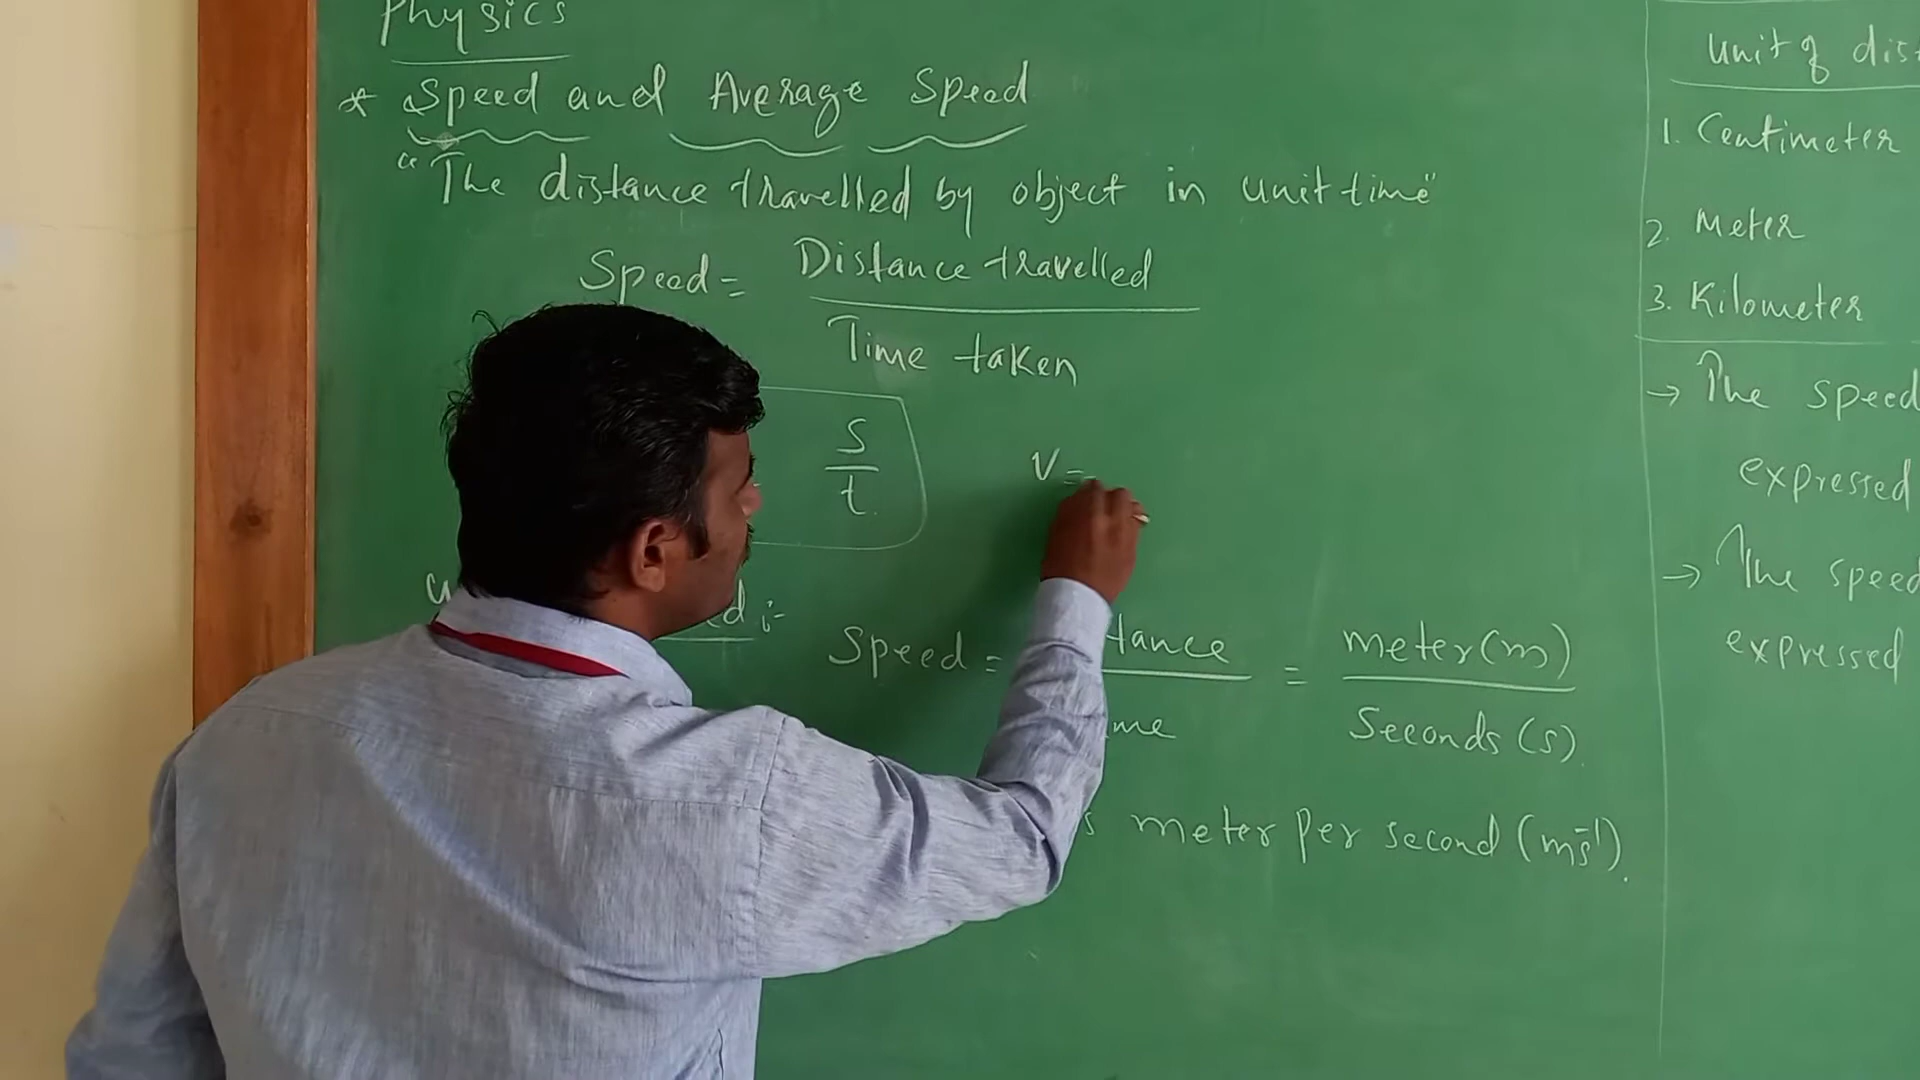 Physics
* Speed and Average Speed
"The distance travelled by object in unit time"
Speed = Distance travelled
Time taken
S
t
V =
Speed = tance = meter(m)
me Seconds (s).
s meter per second (ms⁻¹).
Unit of dis
1. Centimeter
2. Meter
3. Kilometer
→ The speed
expressed
→ The speed
expressed